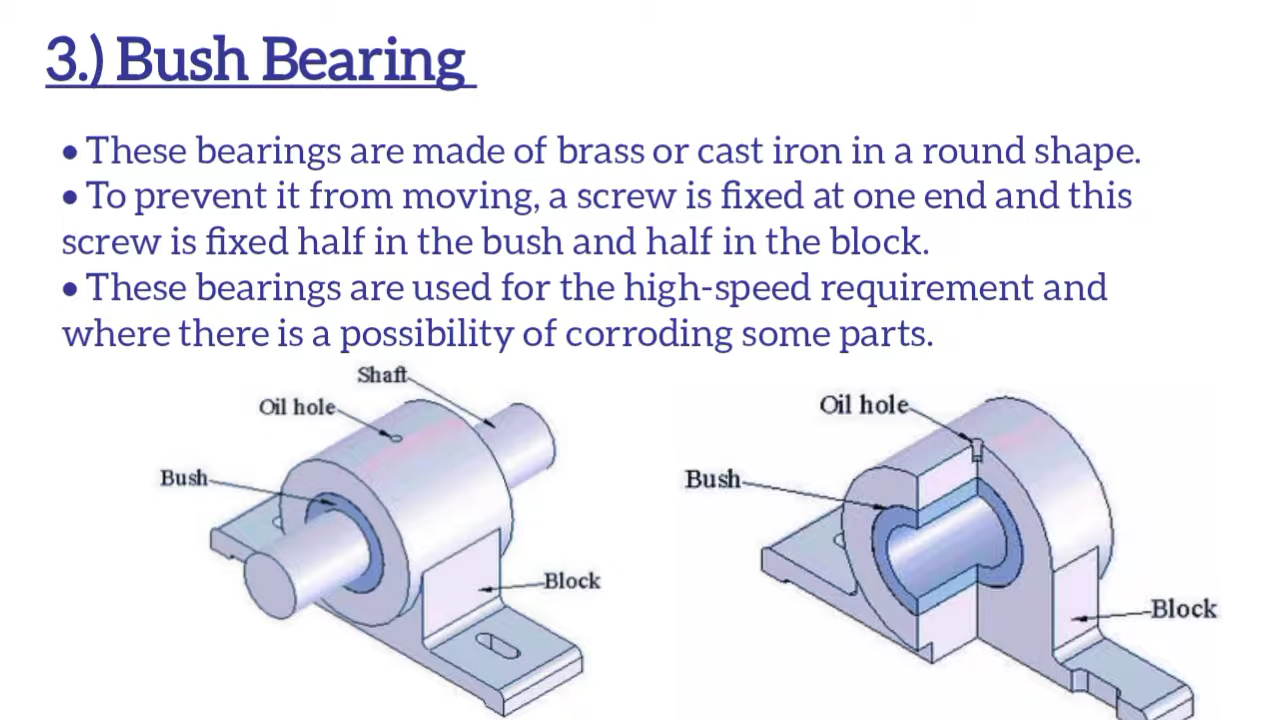 3.) Bush Bearing
• These bearings are made of brass or cast iron in a round shape.
• To prevent it from moving, a screw is fixed at one end and this
screw is fixed half in the bush and half in the block.
• These bearings are used for the high-speed requirement and
where there is a possibility of corroding some parts.
Shaft
Oil hole
Bush
Block
Oil hole
Bush
Block